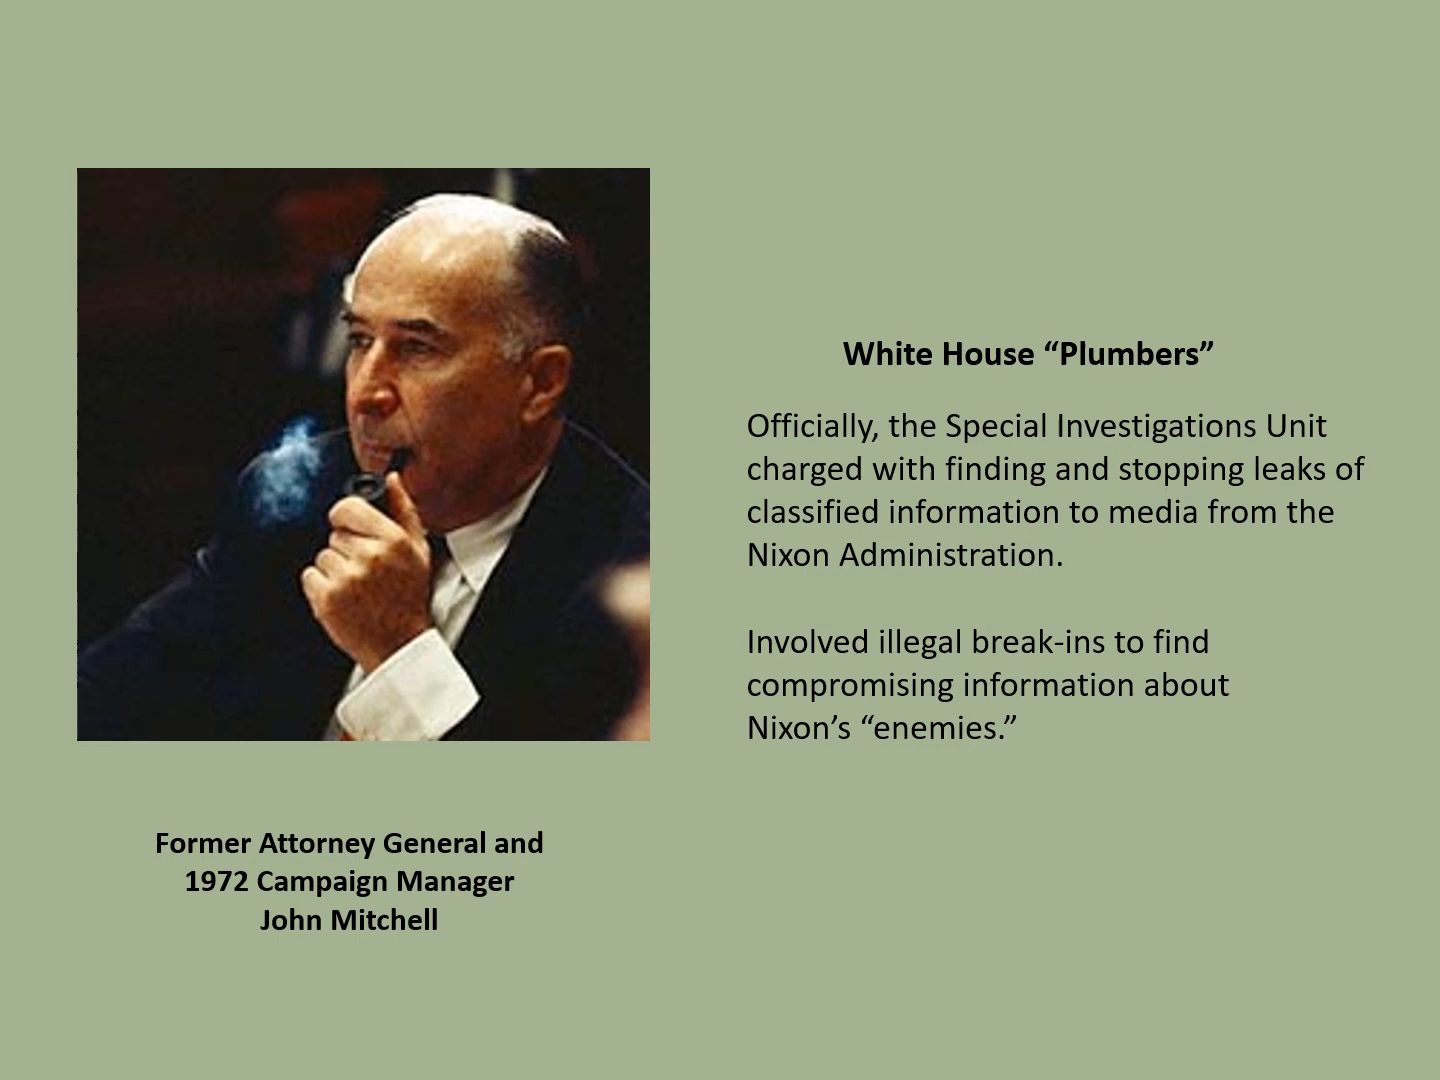 White House “Plumbers”
Officially, the Special Investigations Unit
charged with finding and stopping leaks of
classified information to media from the
Nixon Administration.
Involved illegal break-ins to find
compromising information about
Nixon’s “enemies.”
Former Attorney General and
1972 Campaign Manager
John Mitchell